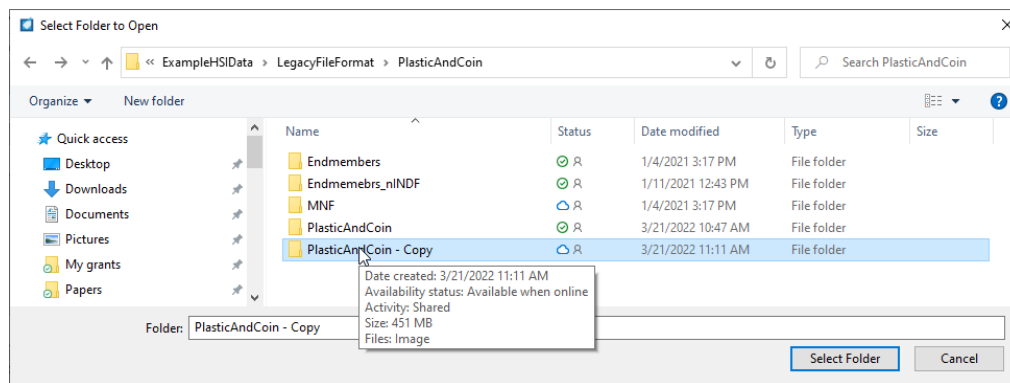 Select Folder to Open
« ExampleHSIData > LegacyFileFormat > PlasticAndCoin Search PlasticAndCoin
Organize New folder
Quick access
Desktop
Downloads
Documents
Pictures
My grants
Papers
Name Status Date modified Type Size
Endmembers 1/4/2021 3:17 PM File folder
Endmemebrs_nINDF 1/11/2021 12:43 PM File folder
MNF 1/4/2021 3:17 PM File folder
PlasticAndCoin 3/21/2022 10:47 AM File folder
PlasticAndCoin - Copy 3/21/2022 11:11 AM File folder
Date created: 3/21/2022 11:11 AM
Availability status: Available when online
Activity: Shared
Size: 451 MB
Files: Image
Folder: PlasticAndCoin - Copy
Select Folder Cancel